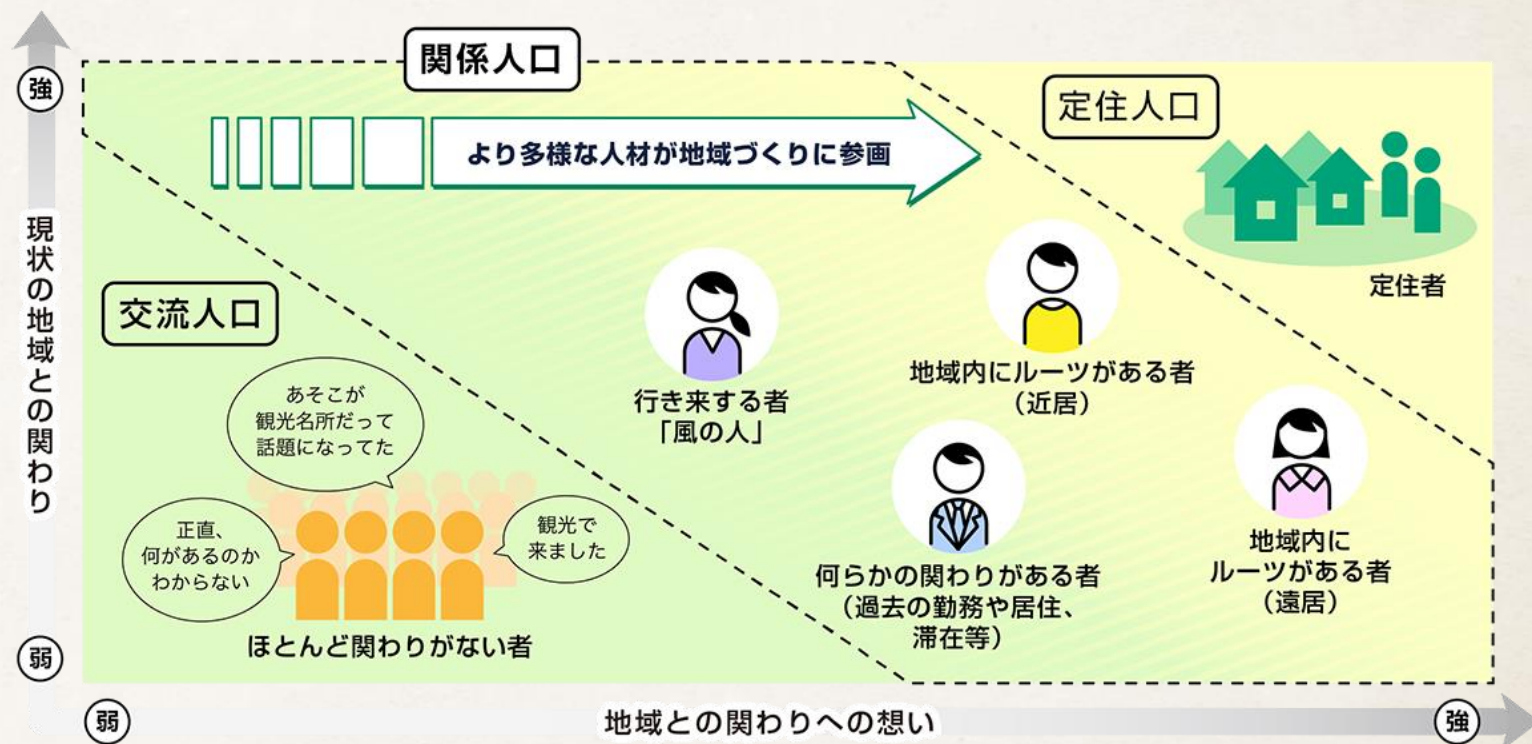 関係人口
強
より多様な人材が地域づくりに参画
定住人口
定住者
現状の地域との関わり
交流人口
あそこが
観光名所だって
話題になってた
正直、
何があるのか
わからない
観光で
来ました
ほとんど関わりがない者
行き来する者
「風の人」
地域内にルーツがある者
（近居）
何らかの関わりがある者
（過去の勤務や居住、
滞在等）
地域内に
ルーツがある者
（遠居）
弱
弱
地域との関わりへの想い
強